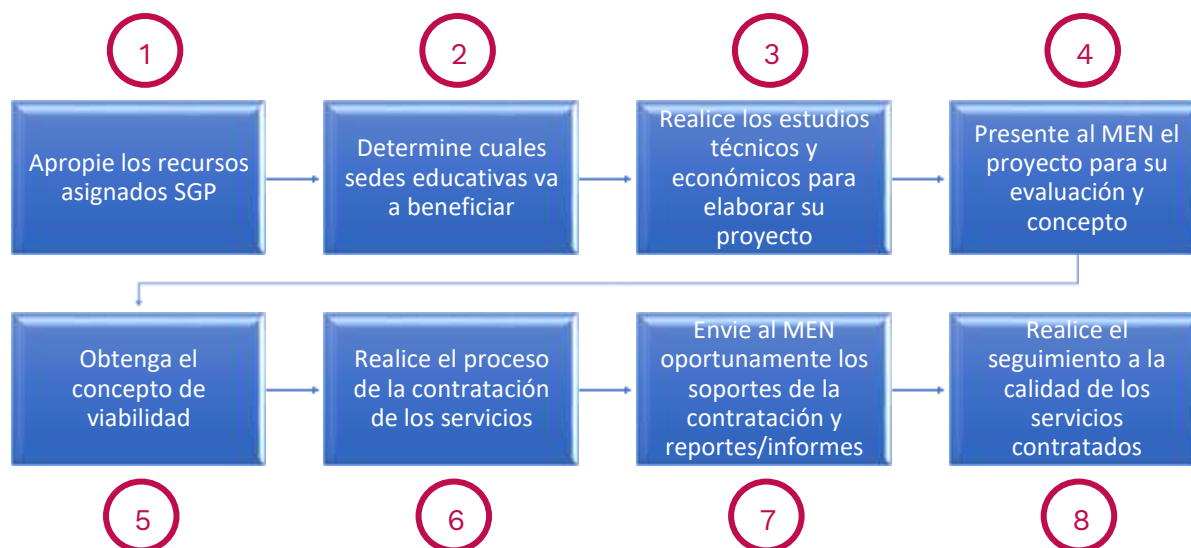 1
2
3
4
Apropie los recursos
asignados SGP
Determine cuales
sedes educativas va
a beneficiar
Realice los estudios
técnicos y
económicos para
elaborar su
proyecto
Presente al MEN el
proyecto para su
evaluación y
concepto
Obtenga el
concepto de
viabilidad
Realice el proceso
de la contratación
de los servicios
Envie al MEN
oportunamente los
soportes de la
contratación y
reportes/informes
Realice el
seguimiento a la
calidad de los
servicios
contratados
5
6
7
8